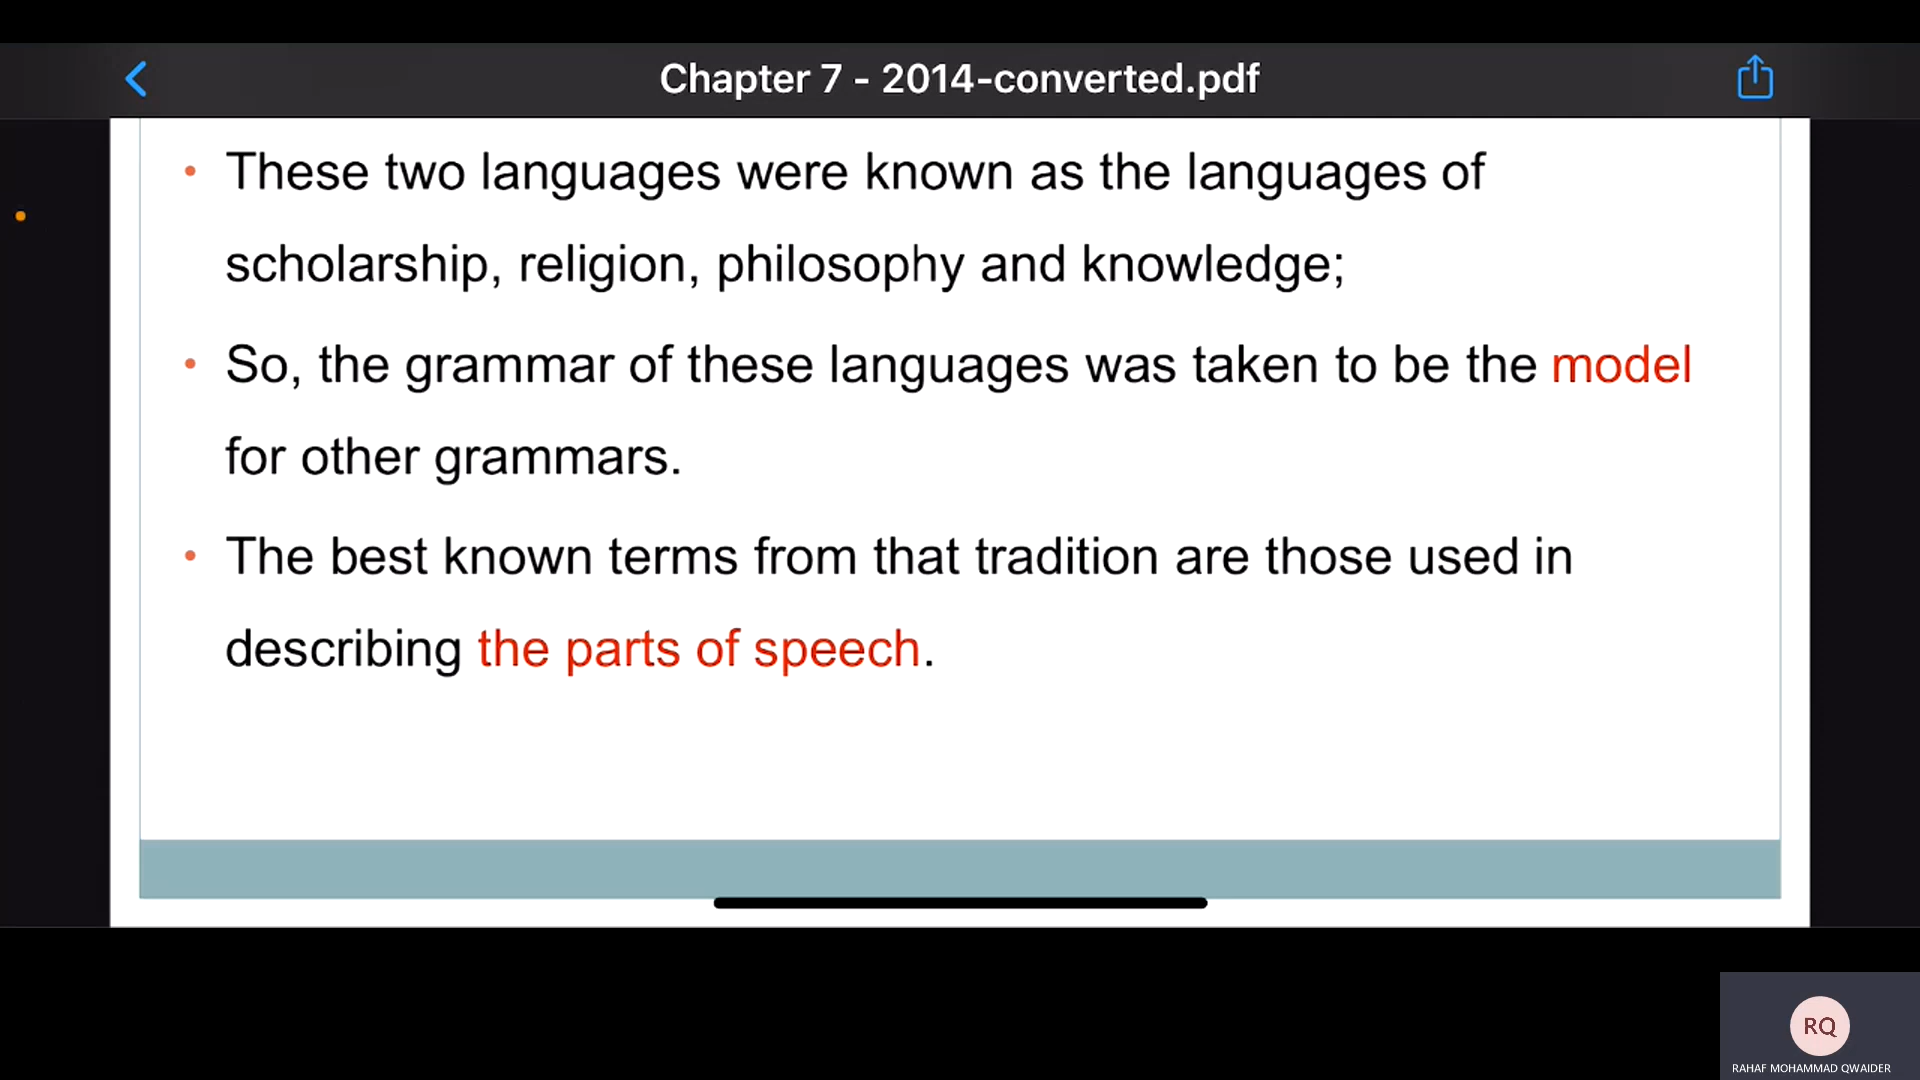 Chapter 7 - 2014-converted.pdf
• These two languages were known as the languages of
scholarship, religion, philosophy and knowledge;
• So, the grammar of these languages was taken to be the model
for other grammars.
• The best known terms from that tradition are those used in
describing the parts of speech.
RQ
RAHAF MOHAMMAD QWAIDER